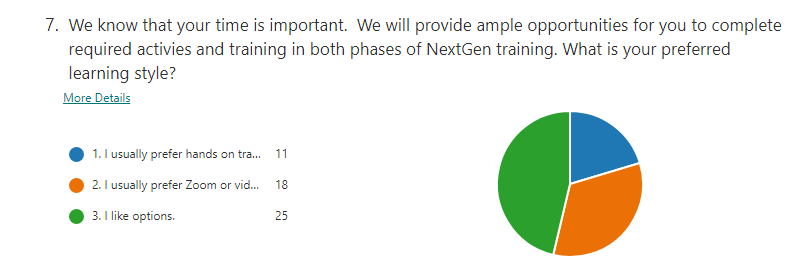 7. We know that your time is important.  We will provide ample opportunities for you to complete
required activies and training in both phases of NextGen training. What is your preferred
learning style?
More Details
1. I usually prefer hands on tra... 11
2. I usually prefer Zoom or vid... 18
3. I like options. 25